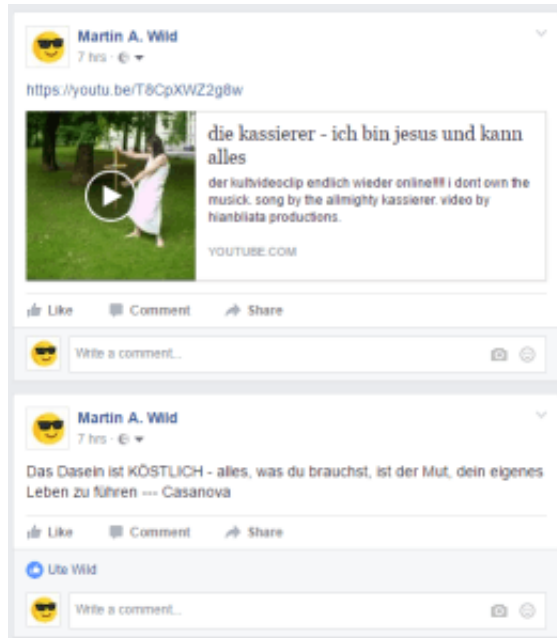 Martin A. Wild
7 hrs ·
https://youtu.be/T8CpXWZ2g8w
die kassierer - ich bin jesus und kann
alles
der kultvideoclip endlich wieder online!!!! i dont own the
musick. song by the allmighty kassierer. video by
hianbliata productions.
YOUTUBE.COM
Like Comment Share
Write a comment...
Martin A. Wild
7 hrs ·
Das Dasein ist KÖSTLICH - alles, was du brauchst, ist der Mut, dein eigenes
Leben zu führen --- Casanova
Like Comment Share
Ute Wild
Write a comment...